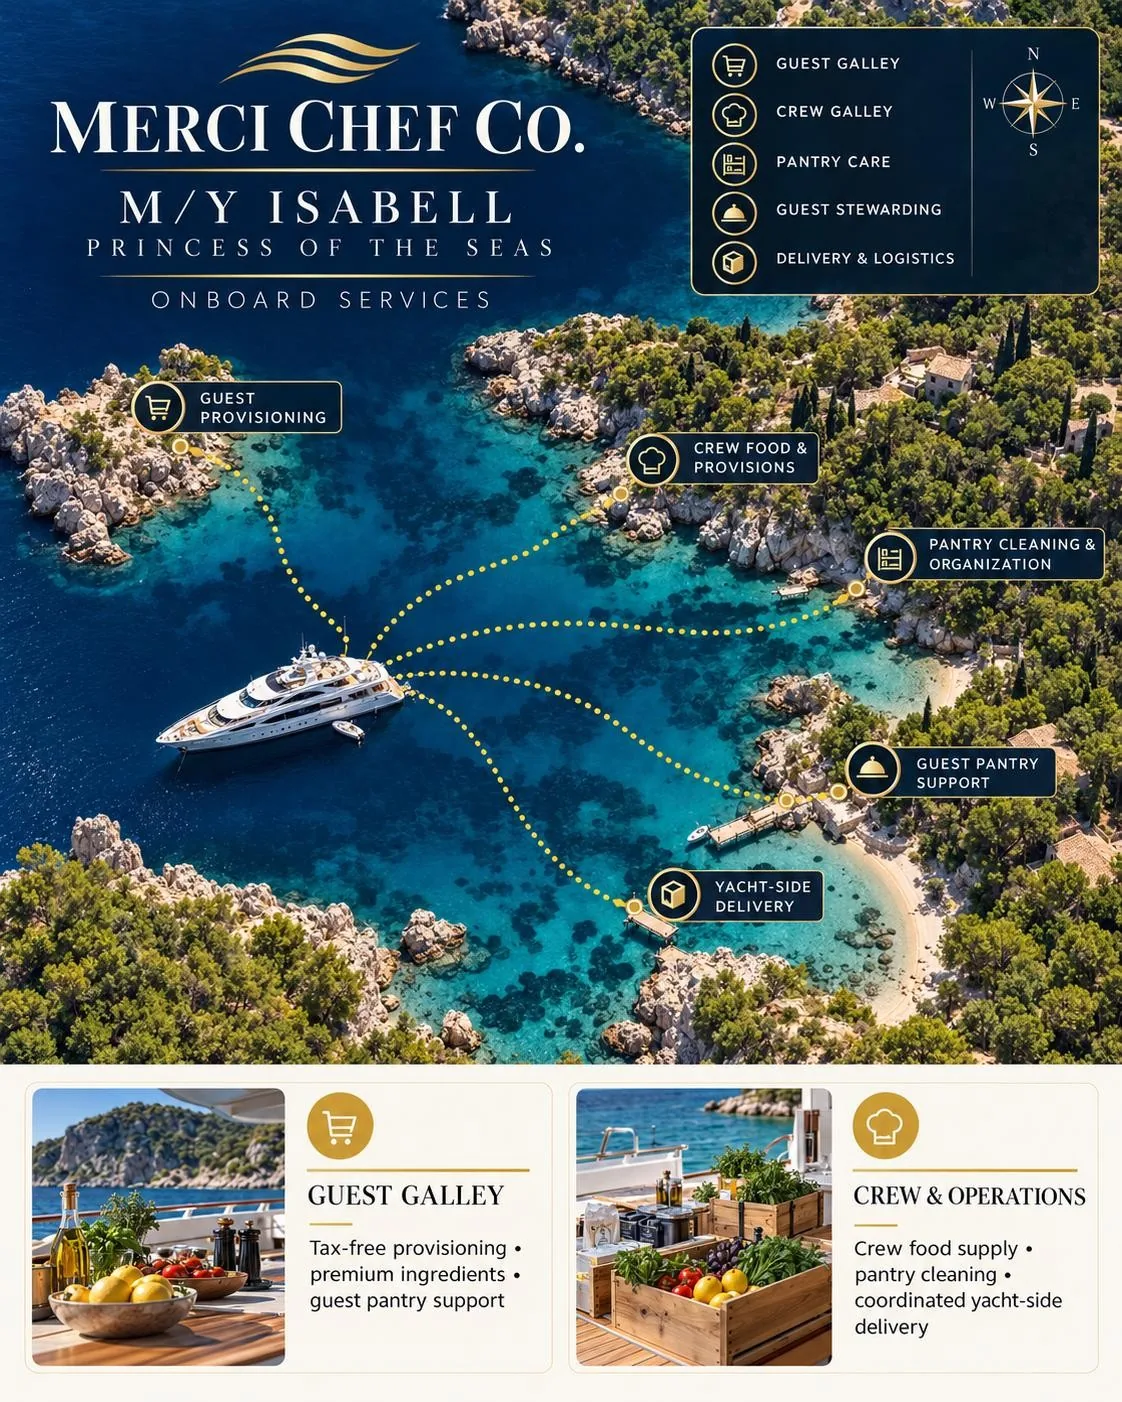 MERCI CHEF CO.
M/Y ISABELL
PRINCESS OF THE SEAS
ONBOARD SERVICES
GUEST GALLEY
CREW GALLEY
PANTRY CARE
GUEST STEWARDING
DELIVERY & LOGISTICS
N
W E
S
GUEST
PROVISIONING
CREW FOOD &
PROVISIONS
PANTRY CLEANING &
ORGANIZATION
GUEST PANTRY
SUPPORT
YACHT-SIDE
DELIVERY
GUEST GALLEY
Tax-free provisioning •
premium ingredients •
guest pantry support
CREW & OPERATIONS
Crew food supply •
pantry cleaning •
coordinated yacht-side
delivery